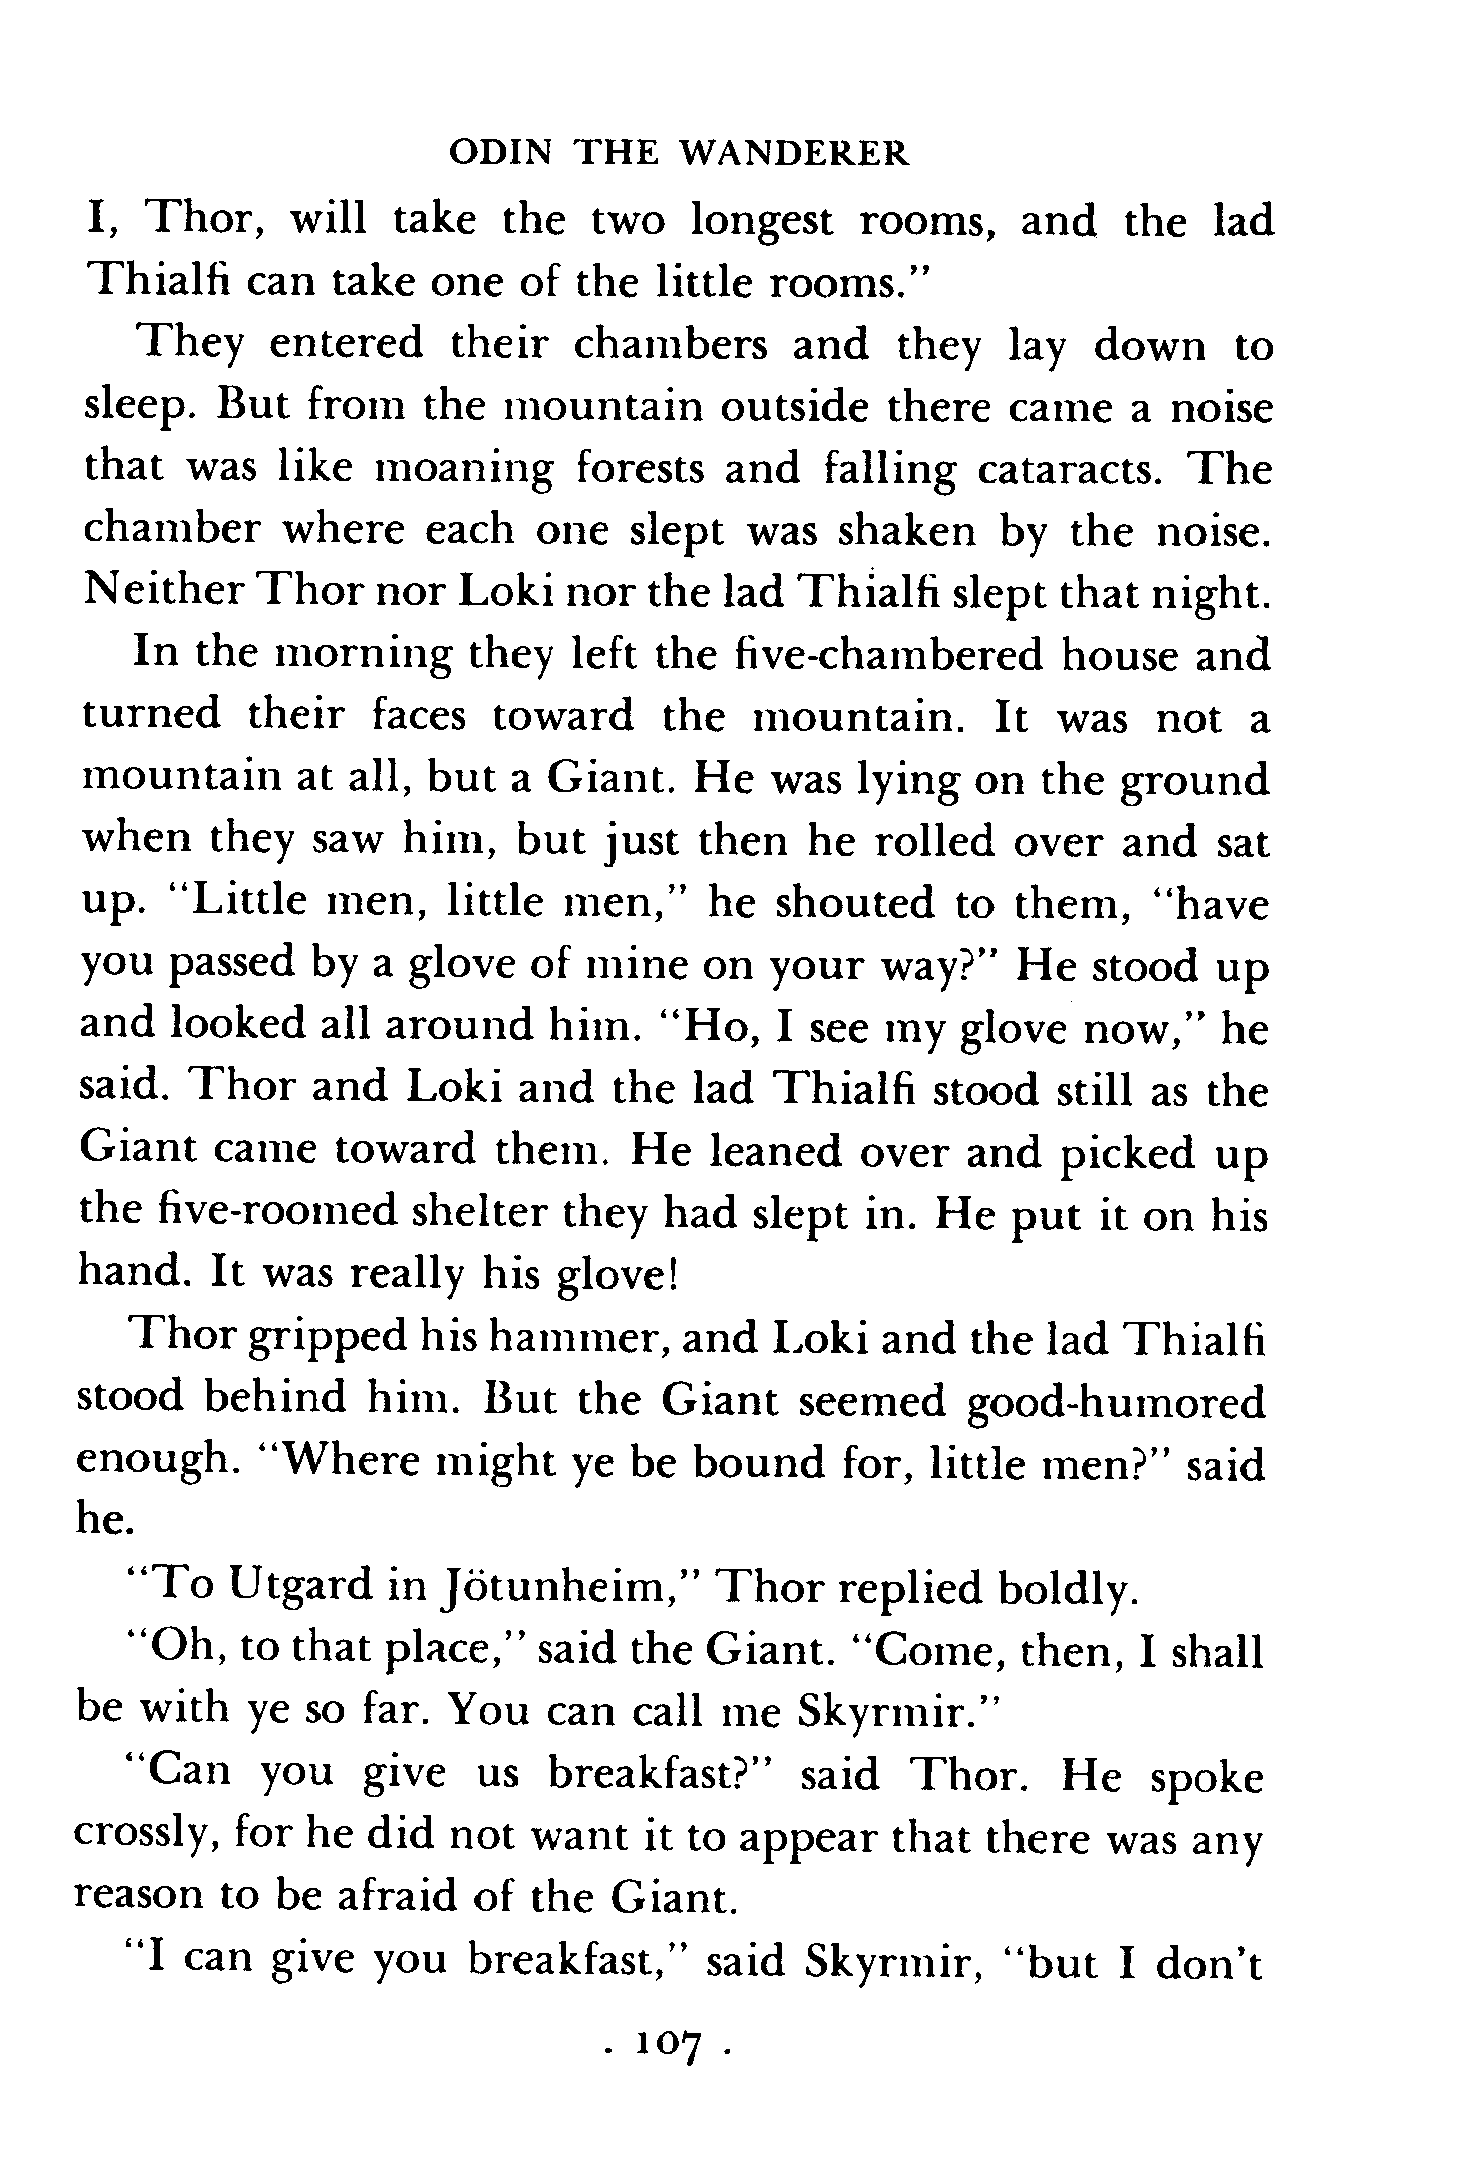 ODIN THE WANDERER
I, Thor, will take the two longest rooms, and the lad
Thialfi can take one of the little rooms.”
They entered their chambers and they lay down to
sleep. But from the mountain outside there came a noise
that was like moaning forests and falling cataracts. The
chamber where each one slept was shaken by the noise.
Neither Thor nor Loki nor the lad Thialfi slept that night.
In the morning they left the five-chambered house and
turned their faces toward the mountain. It was not a
mountain at all, but a Giant. He was lying on the ground
when they saw him, but just then he rolled over and sat
up. “Little men, little men,” he shouted to them, “have
you passed by a glove of mine on your way?” He stood up
and looked all around him. “Ho, I see my glove now,” he
said. Thor and Loki and the lad Thialfi stood still as the
Giant came toward them. He leaned over and picked up
the five-roomed shelter they had slept in. He put it on his
hand. It was really his glove!
Thor gripped his hammer, and Loki and the lad Thialfi
stood behind him. But the Giant seemed good-humored
enough. “Where might ye be bound for, little men?” said
he.
“To Utgard in Jötunheim,” Thor replied boldly.
“Oh, to that place,” said the Giant. “Come, then, I shall
be with ye so far. You can call me Skyrmir.”
“Can you give us breakfast?” said Thor. He spoke
crossly, for he did not want it to appear that there was any
reason to be afraid of the Giant.
“I can give you breakfast,” said Skyrmir, “but I don’t
. 107 .